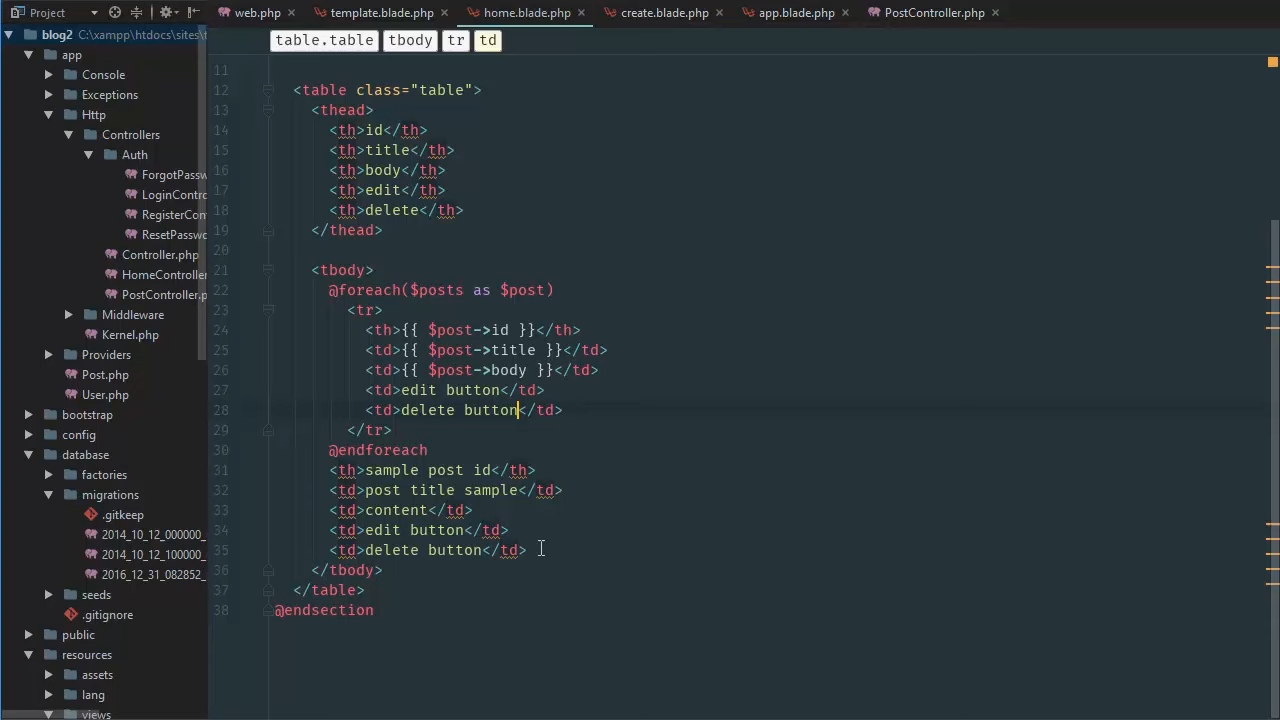 Project
web.php
template.blade.php
home.blade.php
create.blade.php
app.blade.php
PostController.php
blog2 C:\xampp\htdocs\sites\
app
Console
Exceptions
Http
Controllers
Auth
ForgotPassw
LoginContro
RegisterCon
ResetPasswo
Controller.php
HomeController
PostController.p
Middleware
Kernel.php
Providers
Post.php
User.php
bootstrap
config
database
factories
migrations
.gitkeep
2014_10_12_000000_
2014_10_12_100000_
2016_12_31_082852_
seeds
.gitignore
public
resources
assets
lang
views
table.table tbody tr td
11
12 <table class="table">
13 <thead>
14 <th>id</th>
15 <th>title</th>
16 <th>body</th>
17 <th>edit</th>
18 <th>delete</th>
19 </thead>
20
21 <tbody>
22 @foreach($posts as $post)
23 <tr>
24 <th>{{ $post->id }}</th>
25 <td>{{ $post->title }}</td>
26 <td>{{ $post->body }}</td>
27 <td>edit button</td>
28 <td>delete button</td>
29 </tr>
30 @endforeach
31 <th>sample post id</th>
32 <td>post title sample</td>
33 <td>content</td>
34 <td>edit button</td>
35 <td>delete button</td>
36 </tbody>
37 </table>
38 @endsection